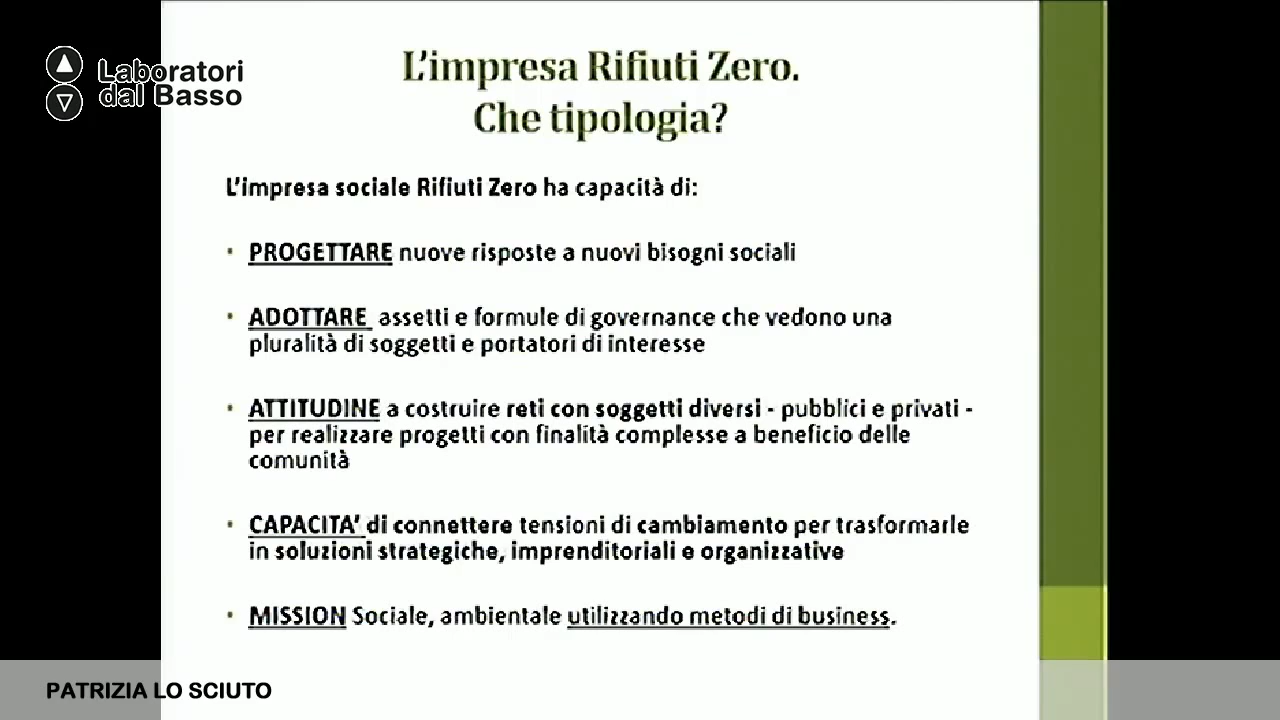 Laboratori
dal Basso
L'impresa Rifiuti Zero.
Che tipologia?
L'impresa sociale Rifiuti Zero ha capacità di:
• PROGETTARE nuove risposte a nuovi bisogni sociali
• ADOTTARE assetti e formule di governance che vedono una
pluralità di soggetti e portatori di interesse
• ATTITUDINE a costruire reti con soggetti diversi - pubblici e privati -
per realizzare progetti con finalità complesse a beneficio delle
comunità
• CAPACITA' di connettere tensioni di cambiamento per trasformarle
in soluzioni strategiche, imprenditoriali e organizzative
• MISSION Sociale, ambientale utilizzando metodi di business.
PATRIZIA LO SCIUTO